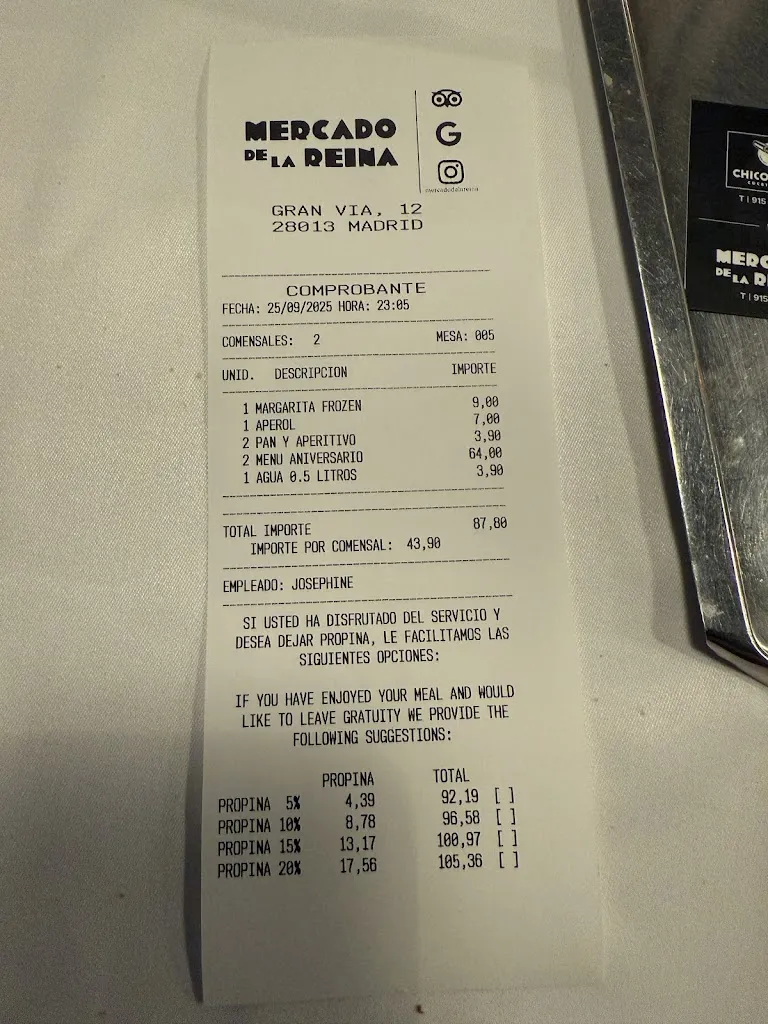 MERCADO
DE LA REINA
G
mercadodelareina
GRAN VIA, 12
28013 MADRID
COMPROBANTE
FECHA: 25/09/2025 HORA: 23:05
COMENSALES: 2 MESA: 005
UNID. DESCRIPCION IMPORTE
1 MARGARITA FROZEN 9,00
1 APEROL 7,00
2 PAN Y APERITIVO 3,90
2 MENU ANIVERSARIO 64,00
1 AGUA 0.5 LITROS 3,90
TOTAL IMPORTE 87,80
IMPORTE POR COMENSAL: 43,90
EMPLEADO: JOSEPHINE
SI USTED HA DISFRUTADO DEL SERVICIO Y
DESEA DEJAR PROPINA, LE FACILITAMOS LAS
SIGUIENTES OPCIONES:
IF YOU HAVE ENJOYED YOUR MEAL AND WOULD
LIKE TO LEAVE GRATUITY WE PROVIDE THE
FOLLOWING SUGGESTIONS:
PROPINA TOTAL
PROPINA 5% 4,39 92,19 [ ]
PROPINA 10% 8,78 96,58 [ ]
PROPINA 15% 13,17 100,97 [ ]
PROPINA 20% 17,56 105,36 [ ]
CHICO
T | 915
MERC
DE LA R
T | 915